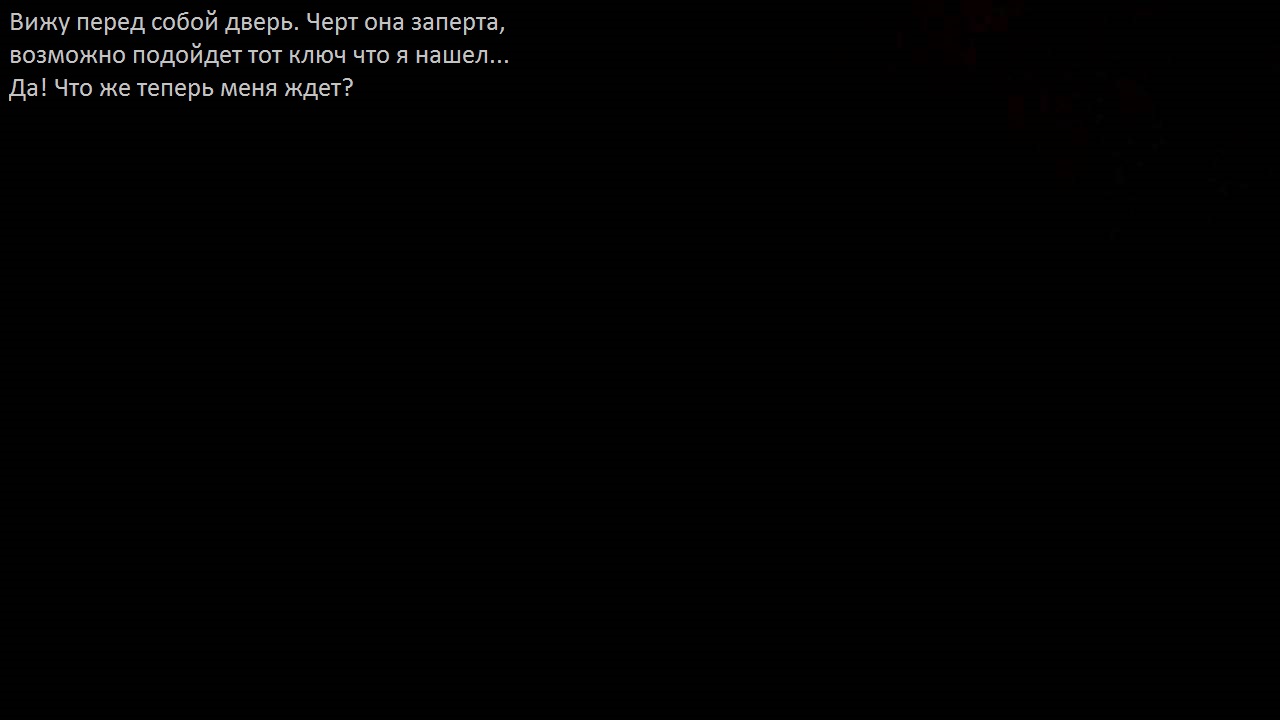 Вижу перед собой дверь. Черт она заперта,
возможно подойдет тот ключ что я нашел...
Да! Что же теперь меня ждет?